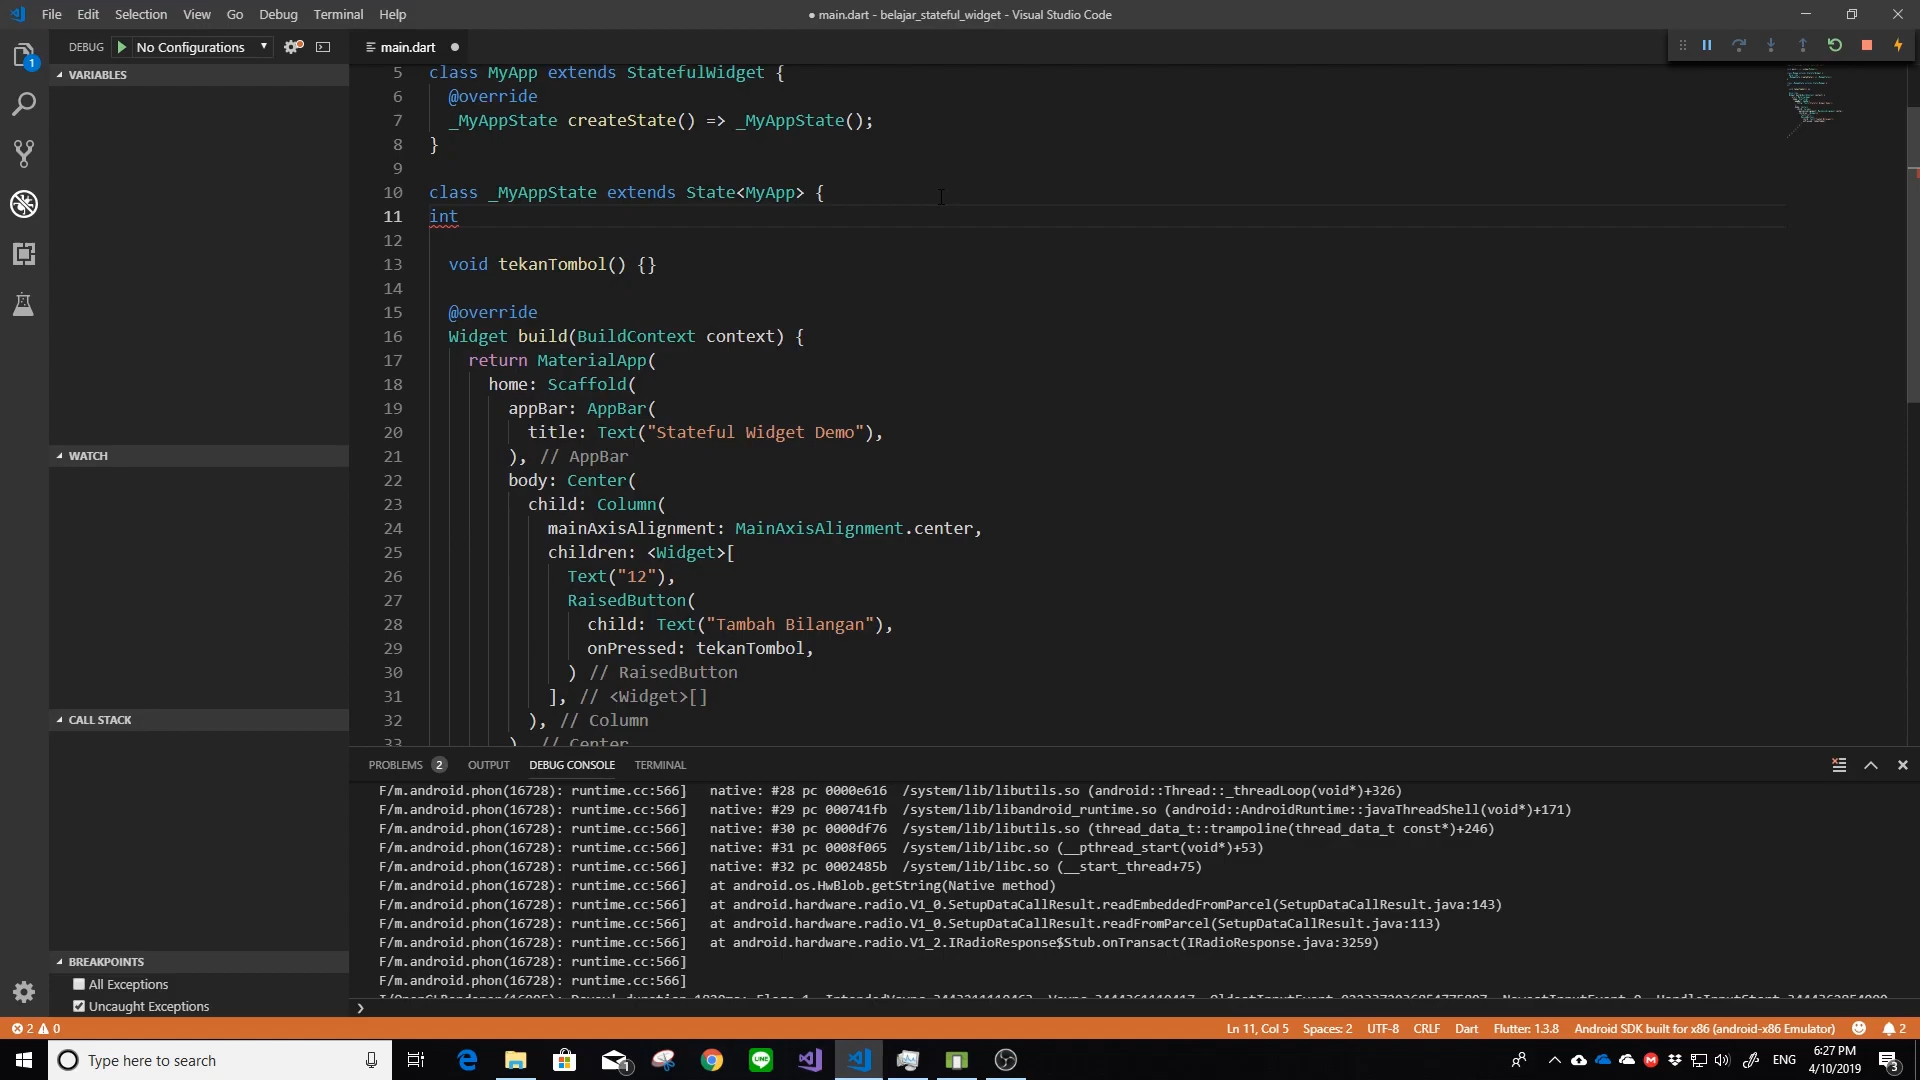 File Edit Selection View Go Debug Terminal Help
● main.dart - belajar_stateful_widget - Visual Studio Code
DEBUG No Configurations
main.dart
VARIABLES
WATCH
CALL STACK
BREAKPOINTS
All Exceptions
Uncaught Exceptions
1
5 class MyApp extends StatefulWidget {
6 @override
7 _MyAppState createState() => _MyAppState();
8 }
9
10 class _MyAppState extends State<MyApp> {
11 int
12
13 void tekanTombol() {}
14
15 @override
16 Widget build(BuildContext context) {
17 return MaterialApp(
18 home: Scaffold(
19 appBar: AppBar(
20 title: Text("Stateful Widget Demo"),
21 ), // AppBar
22 body: Center(
23 child: Column(
24 mainAxisAlignment: MainAxisAlignment.center,
25 children: <Widget>[
26 Text("12"),
27 RaisedButton(
28 child: Text("Tambah Bilangan"),
29 onPressed: tekanTombol,
30 ) // RaisedButton
31 ], // <Widget>[]
32 ), // Column
33 ), // Center
PROBLEMS 2 OUTPUT DEBUG CONSOLE TERMINAL
F/m.android.phon(16728): runtime.cc:566] native: #28 pc 0000e616 /system/lib/libutils.so (android::Thread::_threadLoop(void*)+326)
F/m.android.phon(16728): runtime.cc:566] native: #29 pc 000741fb /system/lib/libandroid_runtime.so (android::AndroidRuntime::javaThreadShell(void*)+171)
F/m.android.phon(16728): runtime.cc:566] native: #30 pc 0000df76 /system/lib/libutils.so (thread_data_t::trampoline(thread_data_t const*)+246)
F/m.android.phon(16728): runtime.cc:566] native: #31 pc 0008f065 /system/lib/libc.so (__pthread_start(void*)+53)
F/m.android.phon(16728): runtime.cc:566] native: #32 pc 0002485b /system/lib/libc.so (__start_thread+75)
F/m.android.phon(16728): runtime.cc:566] at android.os.HwBlob.getString(Native method)
F/m.android.phon(16728): runtime.cc:566] at android.hardware.radio.V1_0.SetupDataCallResult.readEmbeddedFromParcel(SetupDataCallResult.java:143)
F/m.android.phon(16728): runtime.cc:566] at android.hardware.radio.V1_0.SetupDataCallResult.readFromParcel(SetupDataCallResult.java:113)
F/m.android.phon(16728): runtime.cc:566] at android.hardware.radio.V1_2.IRadioResponse$Stub.onTransact(IRadioResponse.java:3259)
F/m.android.phon(16728): runtime.cc:566]
F/m.android.phon(16728): runtime.cc:566]
2 0 Ln 11, Col 5 Spaces: 2 UTF-8 CRLF Dart Flutter: 1.3.8 Android SDK built for x86 (android-x86 Emulator) 2
Type here to search
LINE
1
ENG
6:27 PM
4/10/2019
3